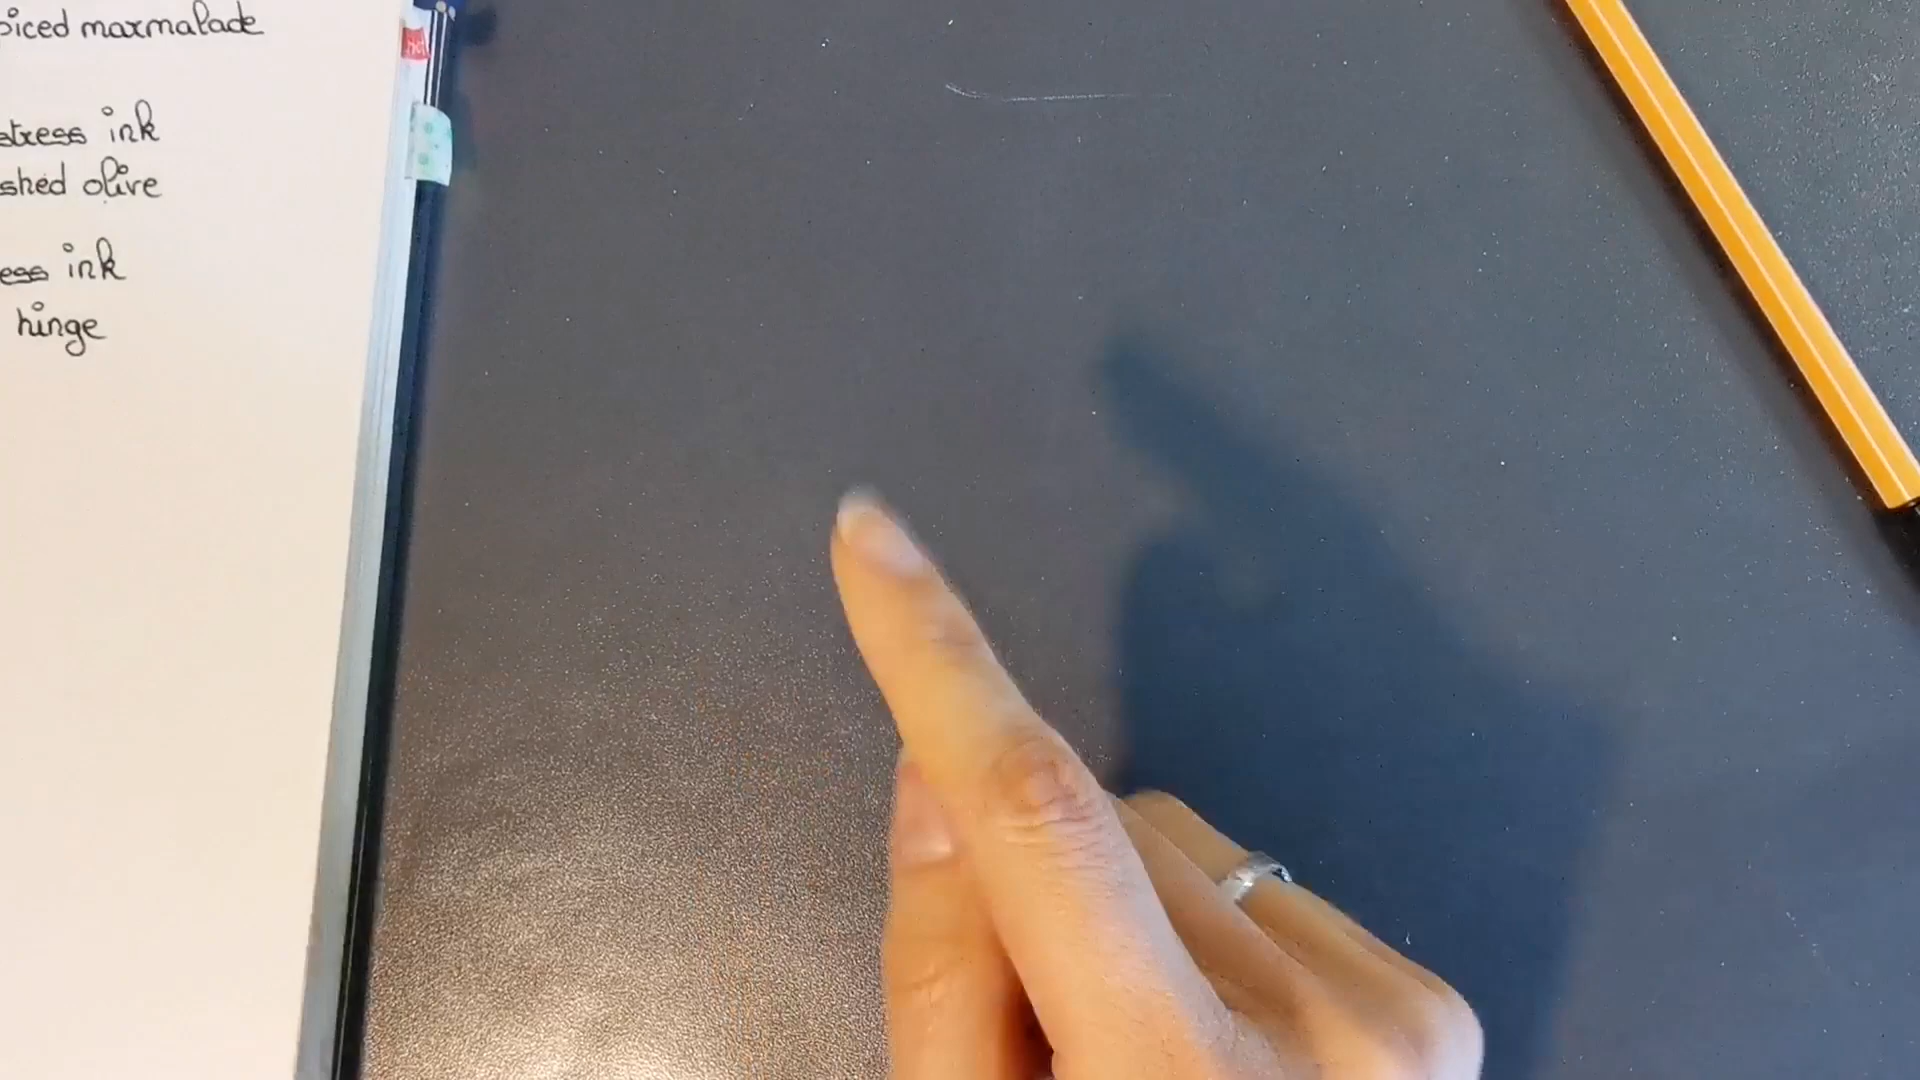 piced marmalade
stress ink
shed olive
ess ink
hinge